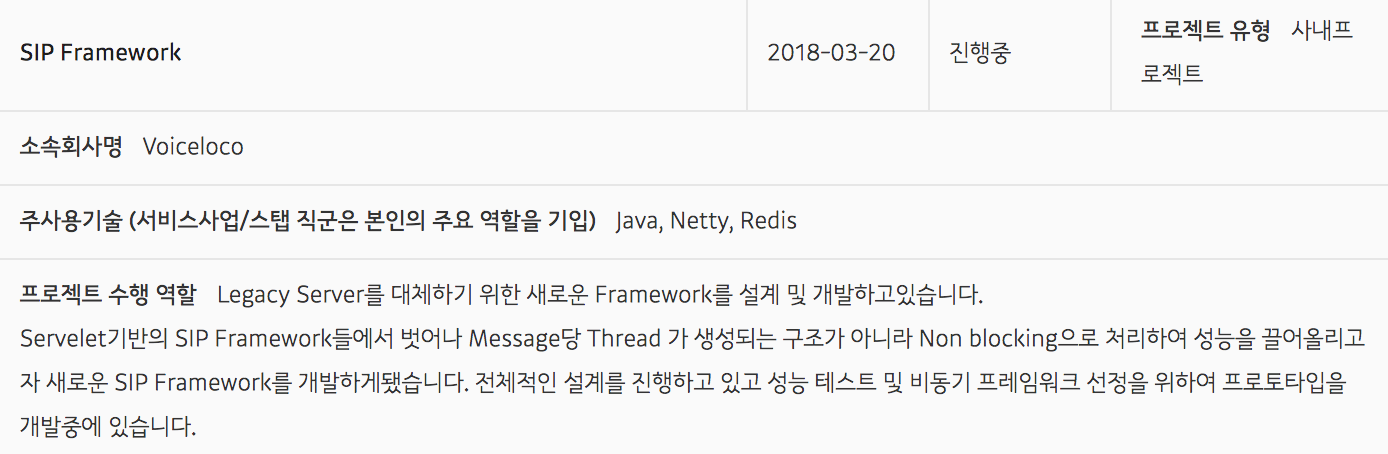 SIP Framework 2018-03-20 진행중 프로젝트 유형 사내프
로젝트
소속회사명 Voiceloco
주사용기술 (서비스사업/스탭 직군은 본인의 주요 역할을 기입) Java, Netty, Redis
프로젝트 수행 역할 Legacy Server를 대체하기 위한 새로운 Framework를 설계 및 개발하고있습니다.
Servelet기반의 SIP Framework들에서 벗어나 Message당 Thread 가 생성되는 구조가 아니라 Non blocking으로 처리하여 성능을 끌어올리고
자 새로운 SIP Framework를 개발하게됐습니다. 전체적인 설계를 진행하고 있고 성능 테스트 및 비동기 프레임워크 선정을 위하여 프로토타입을
개발중에 있습니다.